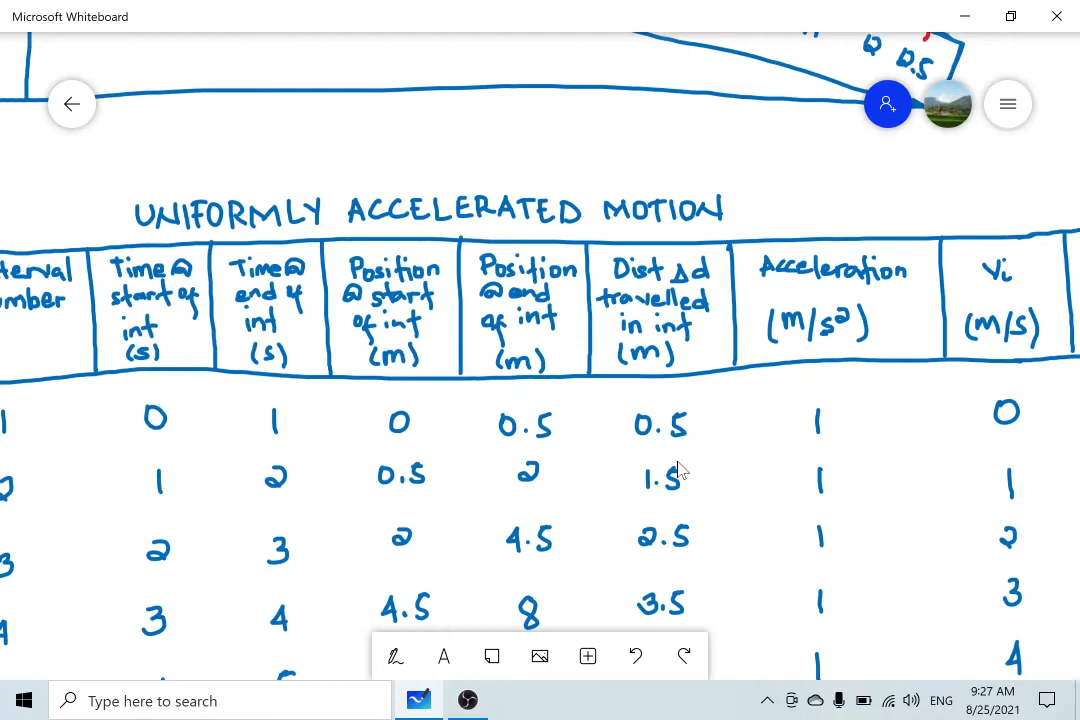 Microsoft Whiteboard
0.5
UNIFORMLY ACCELERATED MOTION
terval
mber
Time @
start of
int
(s)
Time @
end of
int
(s)
Position
@ start
of int
(m)
Position
@ end
of int
(m)
Dist Δd
travelled
in int
(m)
Acceleration
(m/s²)
Vi
(m/s)
1 0 1 0 0.5 0.5 1 0
2 1 2 0.5 2 1.5 1 1
3 2 3 2 4.5 2.5 1 2
4 3 4 4.5 8 3.5 1 3
1 4
Type here to search
ENG
9:27 AM
8/25/2021